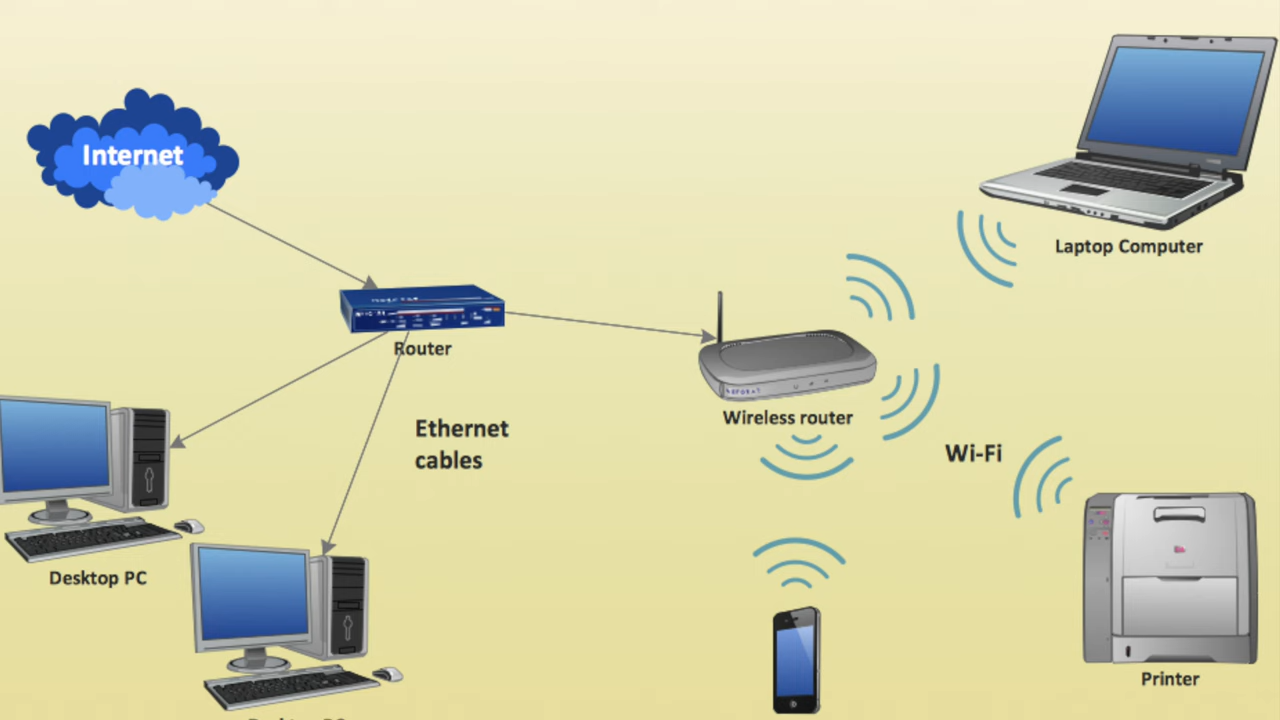 Internet
Laptop Computer
Router
Wireless router
Ethernet
cables
Wi-Fi
Desktop PC
Printer